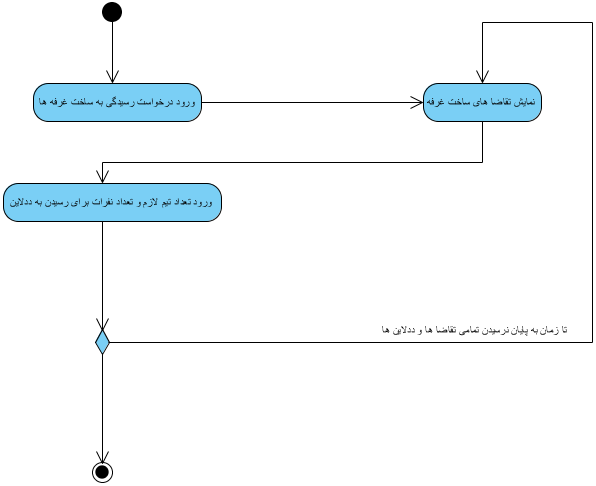 ورود درخواست رسیدگی به ساخت غرفه ها
نمایش تقاضا های ساخت غرفه
ورود تعداد تیم لازم و تعداد نفرات برای رسیدن به ددلاین
تا زمان به پایان نرسیدن تمامی تقاضا ها و ددلاین ها